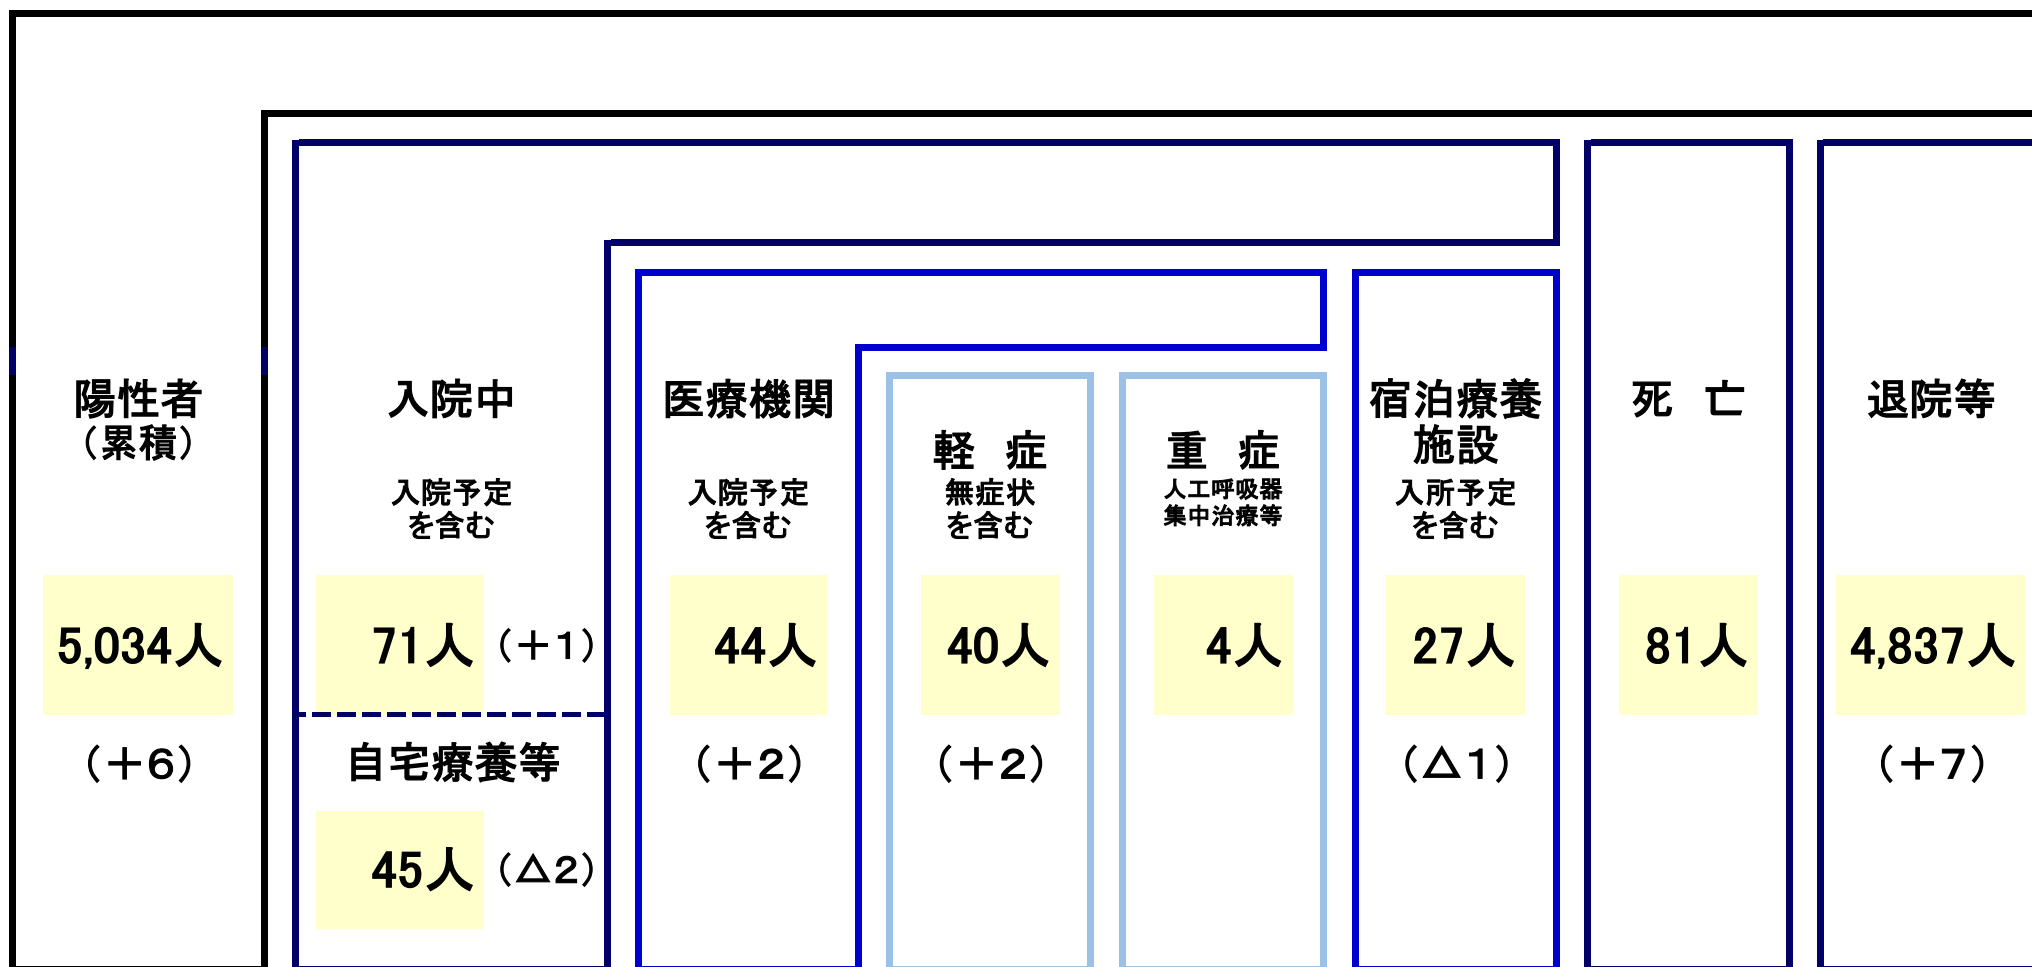 陽性者
（累積）
5,034人
（＋6）
入院中
入院予定
を含む
71人 （＋1）
自宅療養等
45人 （△2）
医療機関
入院予定
を含む
44人
（＋2）
軽 症
無症状
を含む
40人
（＋2）
重 症
人工呼吸器
集中治療等
4人
宿泊療養
施設
入所予定
を含む
27人
（△1）
死 亡
81人
退院等
4,837人
（＋7）